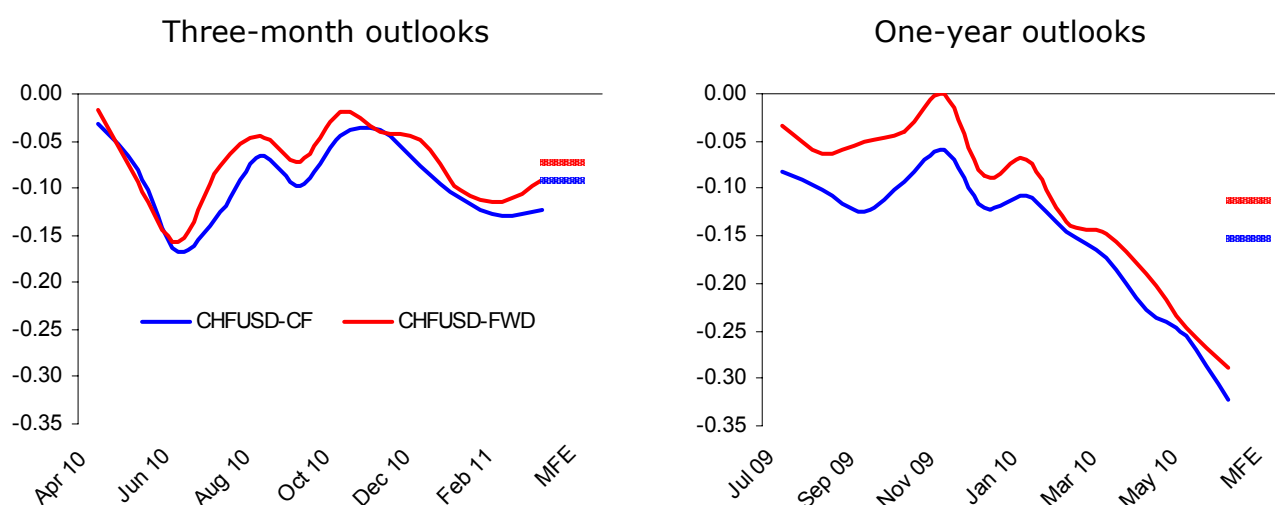 Three-month outlooks
0.00
-0.05
-0.10
-0.15
-0.20
-0.25
-0.30
-0.35
CHFUSD-CF
CHFUSD-FWD
Apr 10
Jun 10
Aug 10
Oct 10
Dec 10
Feb 11
MFE
One-year outlooks
0.00
-0.05
-0.10
-0.15
-0.20
-0.25
-0.30
-0.35
Jul 09
Sep 09
Nov 09
Jan 10
Mar 10
May 10
MFE